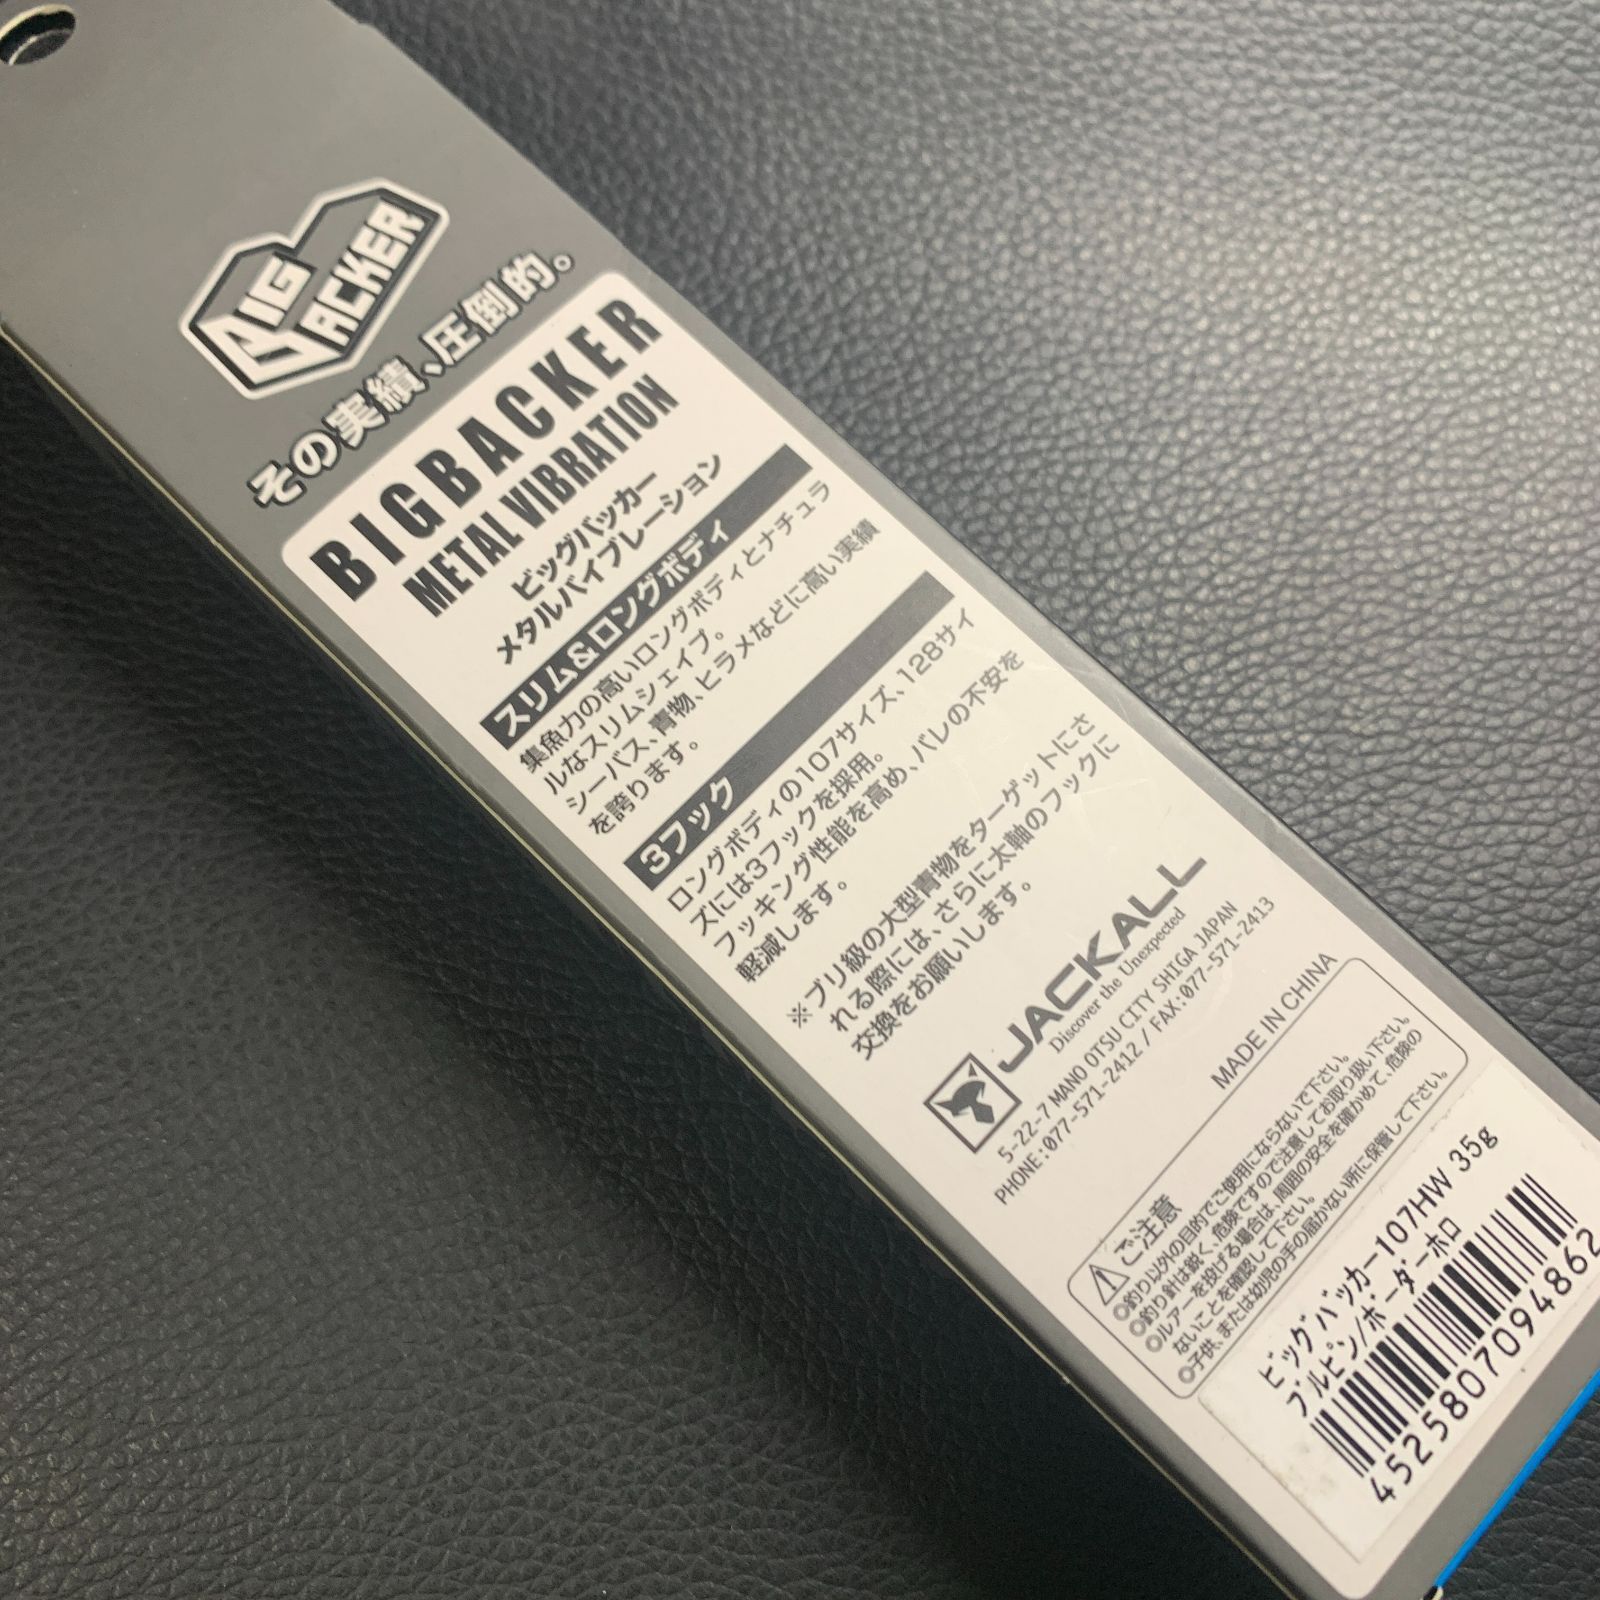 BIG
BACKER
その実績、圧倒的。
BIGBACKER
METAL VIBRATION
ビッグバッカー
メタルバイブレーション
スリム&ロングボディ
集魚力の高いロングボディとナチュラ
ルなスリムシェイプ。
シーバス、青物、ヒラメなどに高い実績
を誇ります。
3フック
ロングボディの107サイズ、128サイ
ズには3フックを採用。
フッキング性能を高め、バレの不安を
軽減します。
※ブリ級の大型青物をターゲットにさ
れる際には、さらに太軸のフックに
交換をお願いします。
JACKALL
Discover the Unexpected
5-22-7 MANO OTSU CITY SHIGA JAPAN
PHONE:077-571-2412 / FAX:077-571-2413
MADE IN CHINA
ご注意
◎釣り以外の目的でご使用にならないで下さい。
◎釣り針は鋭く、危険ですので注意してお取り扱い下さい。
◎ルアーを投げる場合は、周囲の安全を確かめて、危険の
ないことを確認して下さい。
◎子供、または幼児の手の届かない所に保管して下さい。
ビッグバッカー107HW 35g
ブルピン/ボーダーホロ
4525807094862